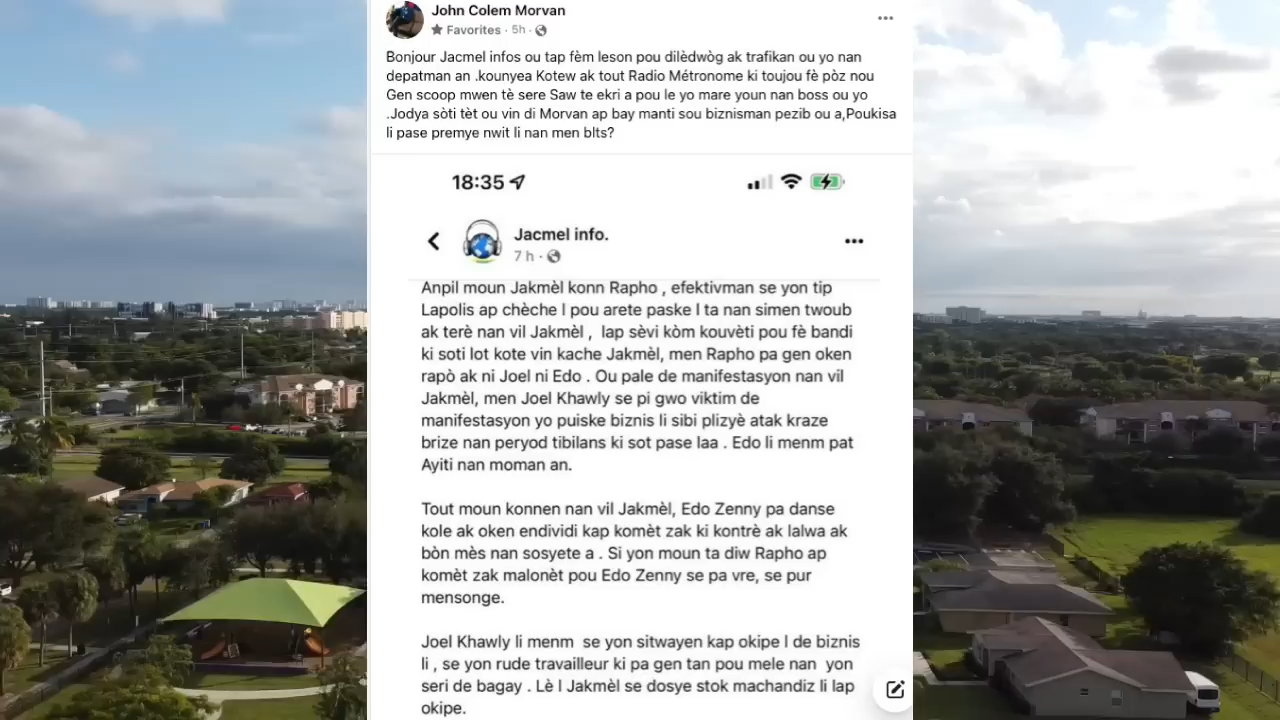 John Colem Morvan
Favorites · 5h ·
Bonjour Jacmel infos ou tap fèm leson pou dilèdwòg ak trafikan ou yo nan
depatman an .kounyea Kotew ak tout Radio Métronome ki toujou fè pòz nou
Gen scoop mwen tè sere Saw te ekri a pou le yo mare youn nan boss ou yo
.Jodya sòti tèt ou vin di Morvan ap bay manti sou biznisman pezib ou a,Poukisa
li pase premye nwit li nan men blts?
18:35
Jacmel info.
7 h ·
Anpil moun Jakmèl konn Rapho , efektivman se yon tip
Lapolis ap chèche l pou arete paske l ta nan simen twoub
ak terè nan vil Jakmèl , lap sèvi kòm kouvèti pou fè bandi
ki soti lot kote vin kache Jakmèl, men Rapho pa gen oken
rapò ak ni Joel ni Edo . Ou pale de manifestasyon nan vil
Jakmèl, men Joel Khawly se pi gwo viktim de
manifestasyon yo puiske biznis li sibi plizyè atak kraze
brize nan peryod tibilans ki sot pase laa . Edo li menm pat
Ayiti nan moman an.
Tout moun konnen nan vil Jakmèl, Edo Zenny pa danse
kole ak oken endividi kap komèt zak ki kontrè ak lalwa ak
bòn mès nan sosyete a . Si yon moun ta diw Rapho ap
komèt zak malonèt pou Edo Zenny se pa vre, se pur
mensonge.
Joel Khawly li menm se yon sitwayen kap okipe l de biznis
li , se yon rude travailleur ki pa gen tan pou mele nan yon
seri de bagay . Lè l Jakmèl se dosye stok machandiz li lap
okipe.